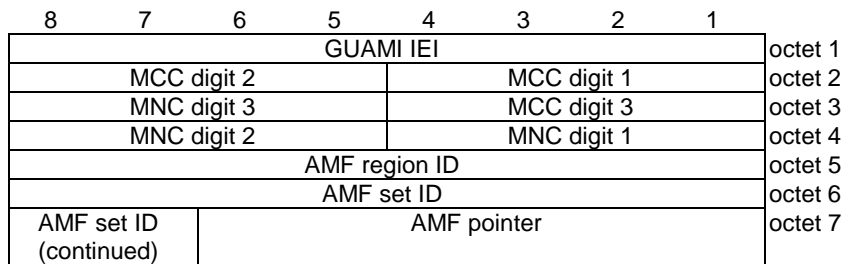 8 7 6 5 4 3 2 1
GUAMI IEI octet 1
MCC digit 2 MCC digit 1 octet 2
MNC digit 3 MCC digit 3 octet 3
MNC digit 2 MNC digit 1 octet 4
AMF region ID octet 5
AMF set ID octet 6
AMF set ID AMF pointer octet 7
(continued)